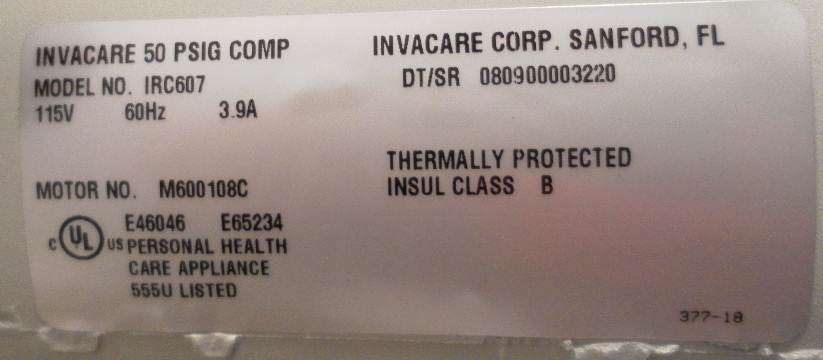 INVACARE 50 PSIG COMP
MODEL NO. IRC607
115V 60Hz 3.9A
MOTOR NO. M600108C
C UL US
E46046 E65234
PERSONAL HEALTH
CARE APPLIANCE
555U LISTED
INVACARE CORP. SANFORD, FL
DT/SR 080900003220
THERMALLY PROTECTED
INSUL CLASS B
377-18